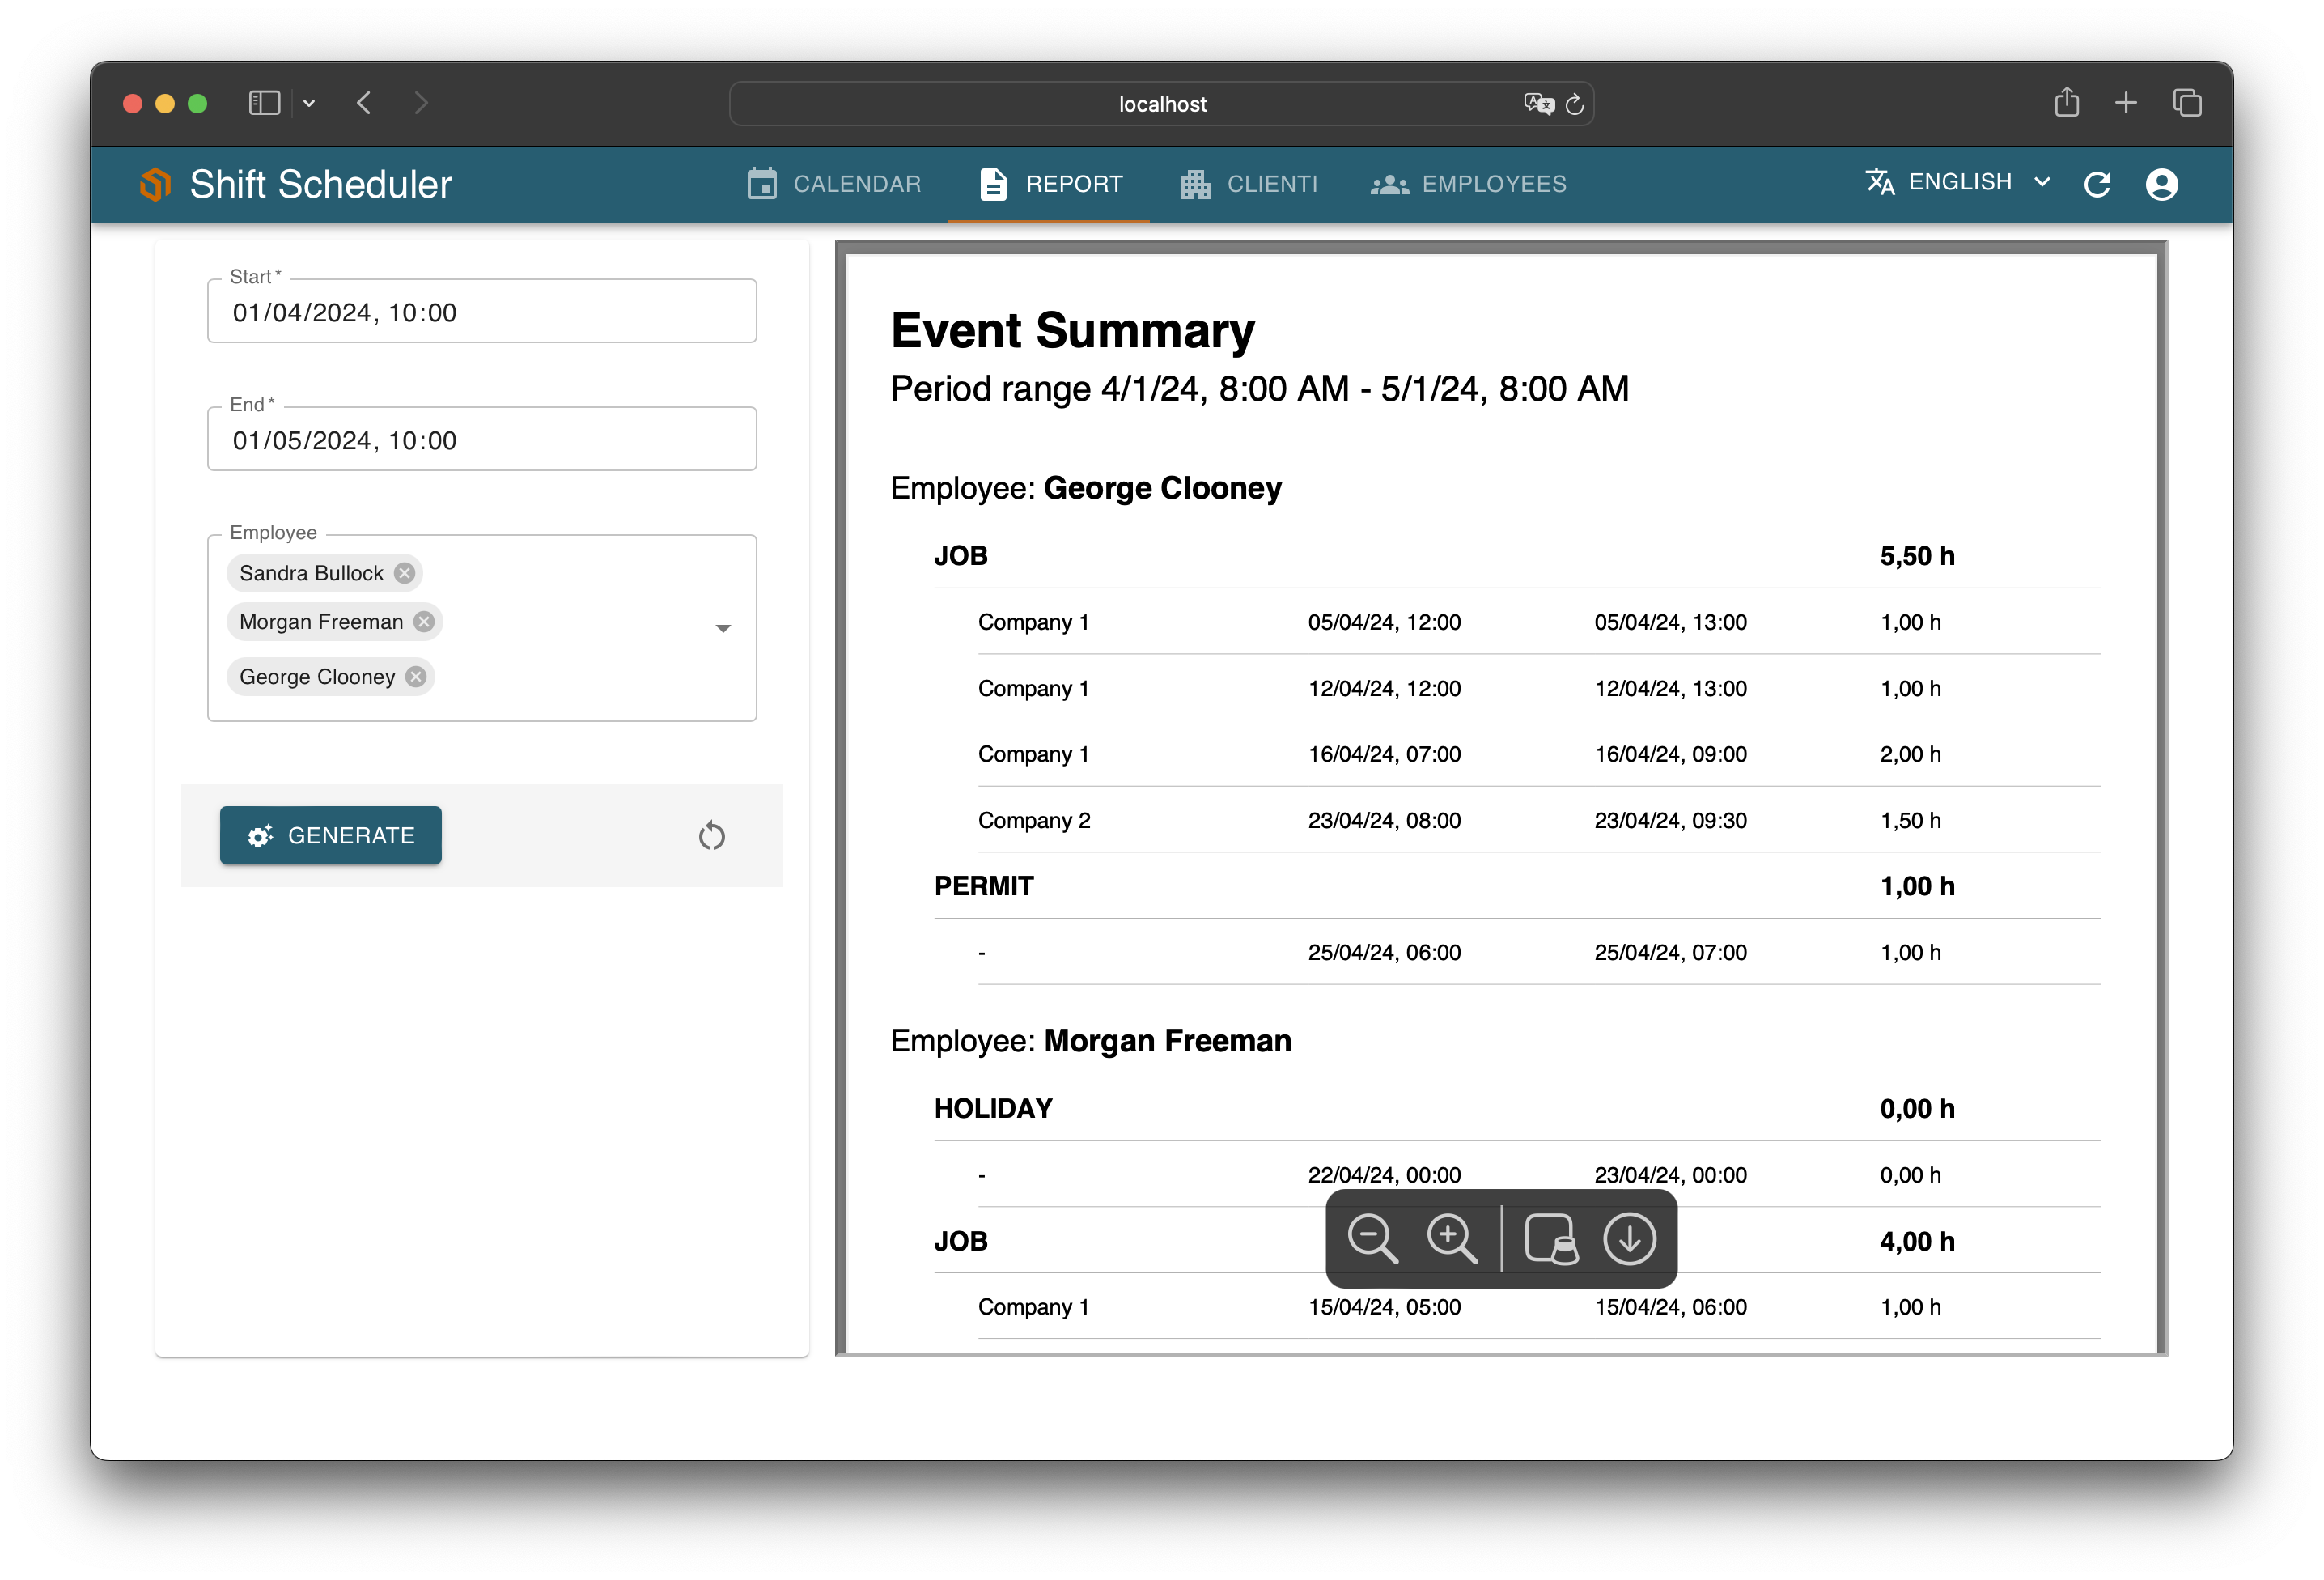 localhost
Shift Scheduler
CALENDAR
REPORT
CLIENTI
EMPLOYEES
ENGLISH
Start *
01/04/2024, 10:00
End *
01/05/2024, 10:00
Employee
Sandra Bullock
Morgan Freeman
George Clooney
GENERATE
Event Summary
Period range 4/1/24, 8:00 AM - 5/1/24, 8:00 AM
Employee: George Clooney
JOB 5,50 h
Company 1 05/04/24, 12:00 05/04/24, 13:00 1,00 h
Company 1 12/04/24, 12:00 12/04/24, 13:00 1,00 h
Company 1 16/04/24, 07:00 16/04/24, 09:00 2,00 h
Company 2 23/04/24, 08:00 23/04/24, 09:30 1,50 h
PERMIT 1,00 h
- 25/04/24, 06:00 25/04/24, 07:00 1,00 h
Employee: Morgan Freeman
HOLIDAY 0,00 h
- 22/04/24, 00:00 23/04/24, 00:00 0,00 h
JOB 4,00 h
Company 1 15/04/24, 05:00 15/04/24, 06:00 1,00 h